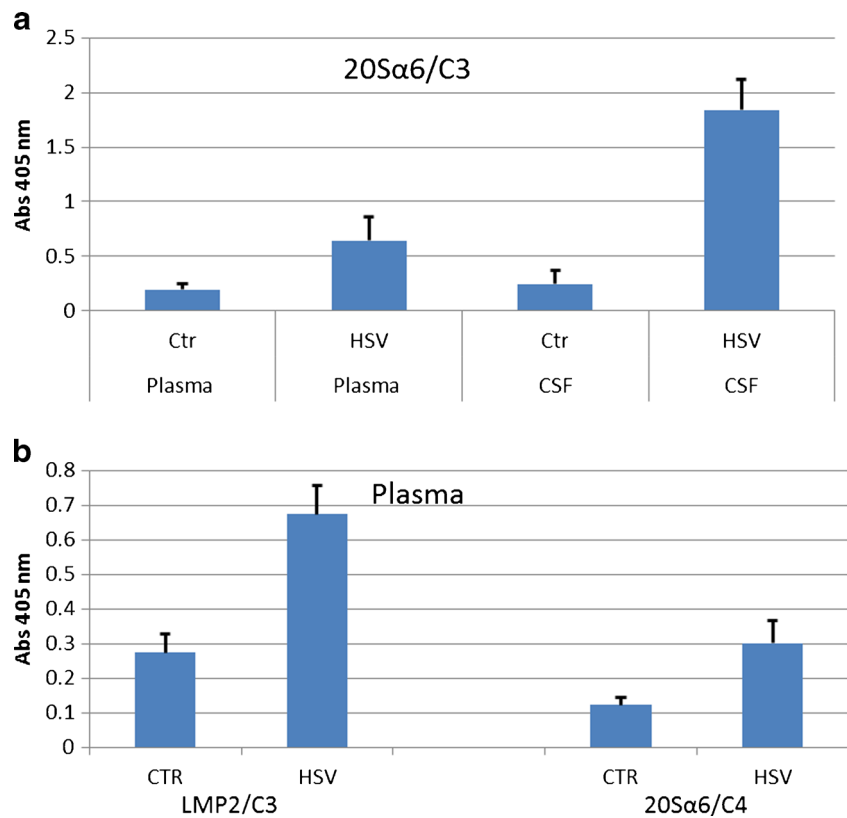 a
2.5
20Sα6/C3
2
1.5
1
0.5
0
Abs 405 nm
Ctr HSV Ctr HSV
Plasma Plasma CSF CSF
b
0.8
Plasma
0.7
0.6
0.5
0.4
0.3
0.2
0.1
0
Abs 405 nm
CTR HSV CTR HSV
LMP2/C3 20Sα6/C4